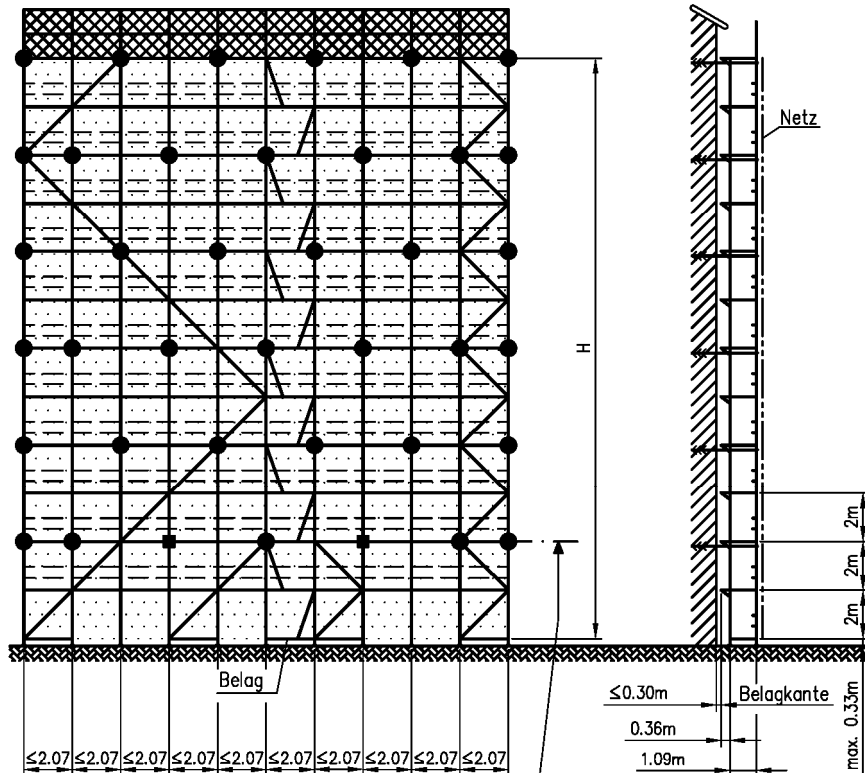 Netz
H
2m
2m
2m
Belag
≤0.30m
Belagkante
0.36m
1.09m
max. 0.33m
≤2.07 ≤2.07 ≤2.07 ≤2.07 ≤2.07 ≤2.07 ≤2.07 ≤2.07 ≤2.07 ≤2.07